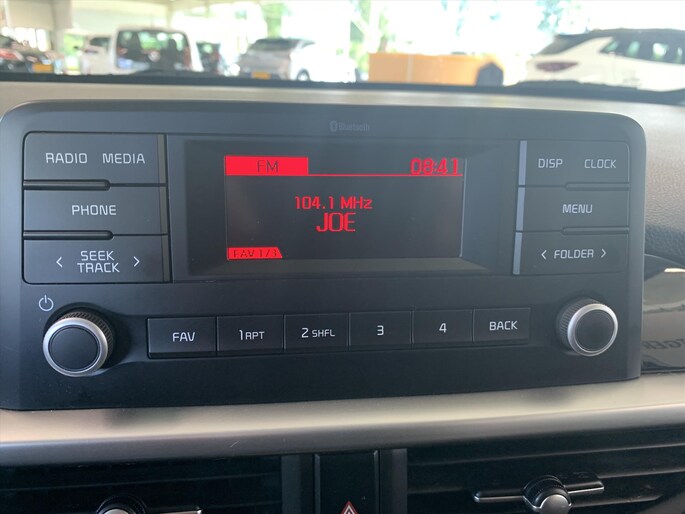 Bluetooth
RADIO MEDIA
PHONE
< SEEK TRACK >
FM 08:41
104.1 MHz
JOE
FAV 1/1
DISP CLOCK
MENU
< FOLDER >
FAV 1 RPT 2 SHFL 3 4 BACK